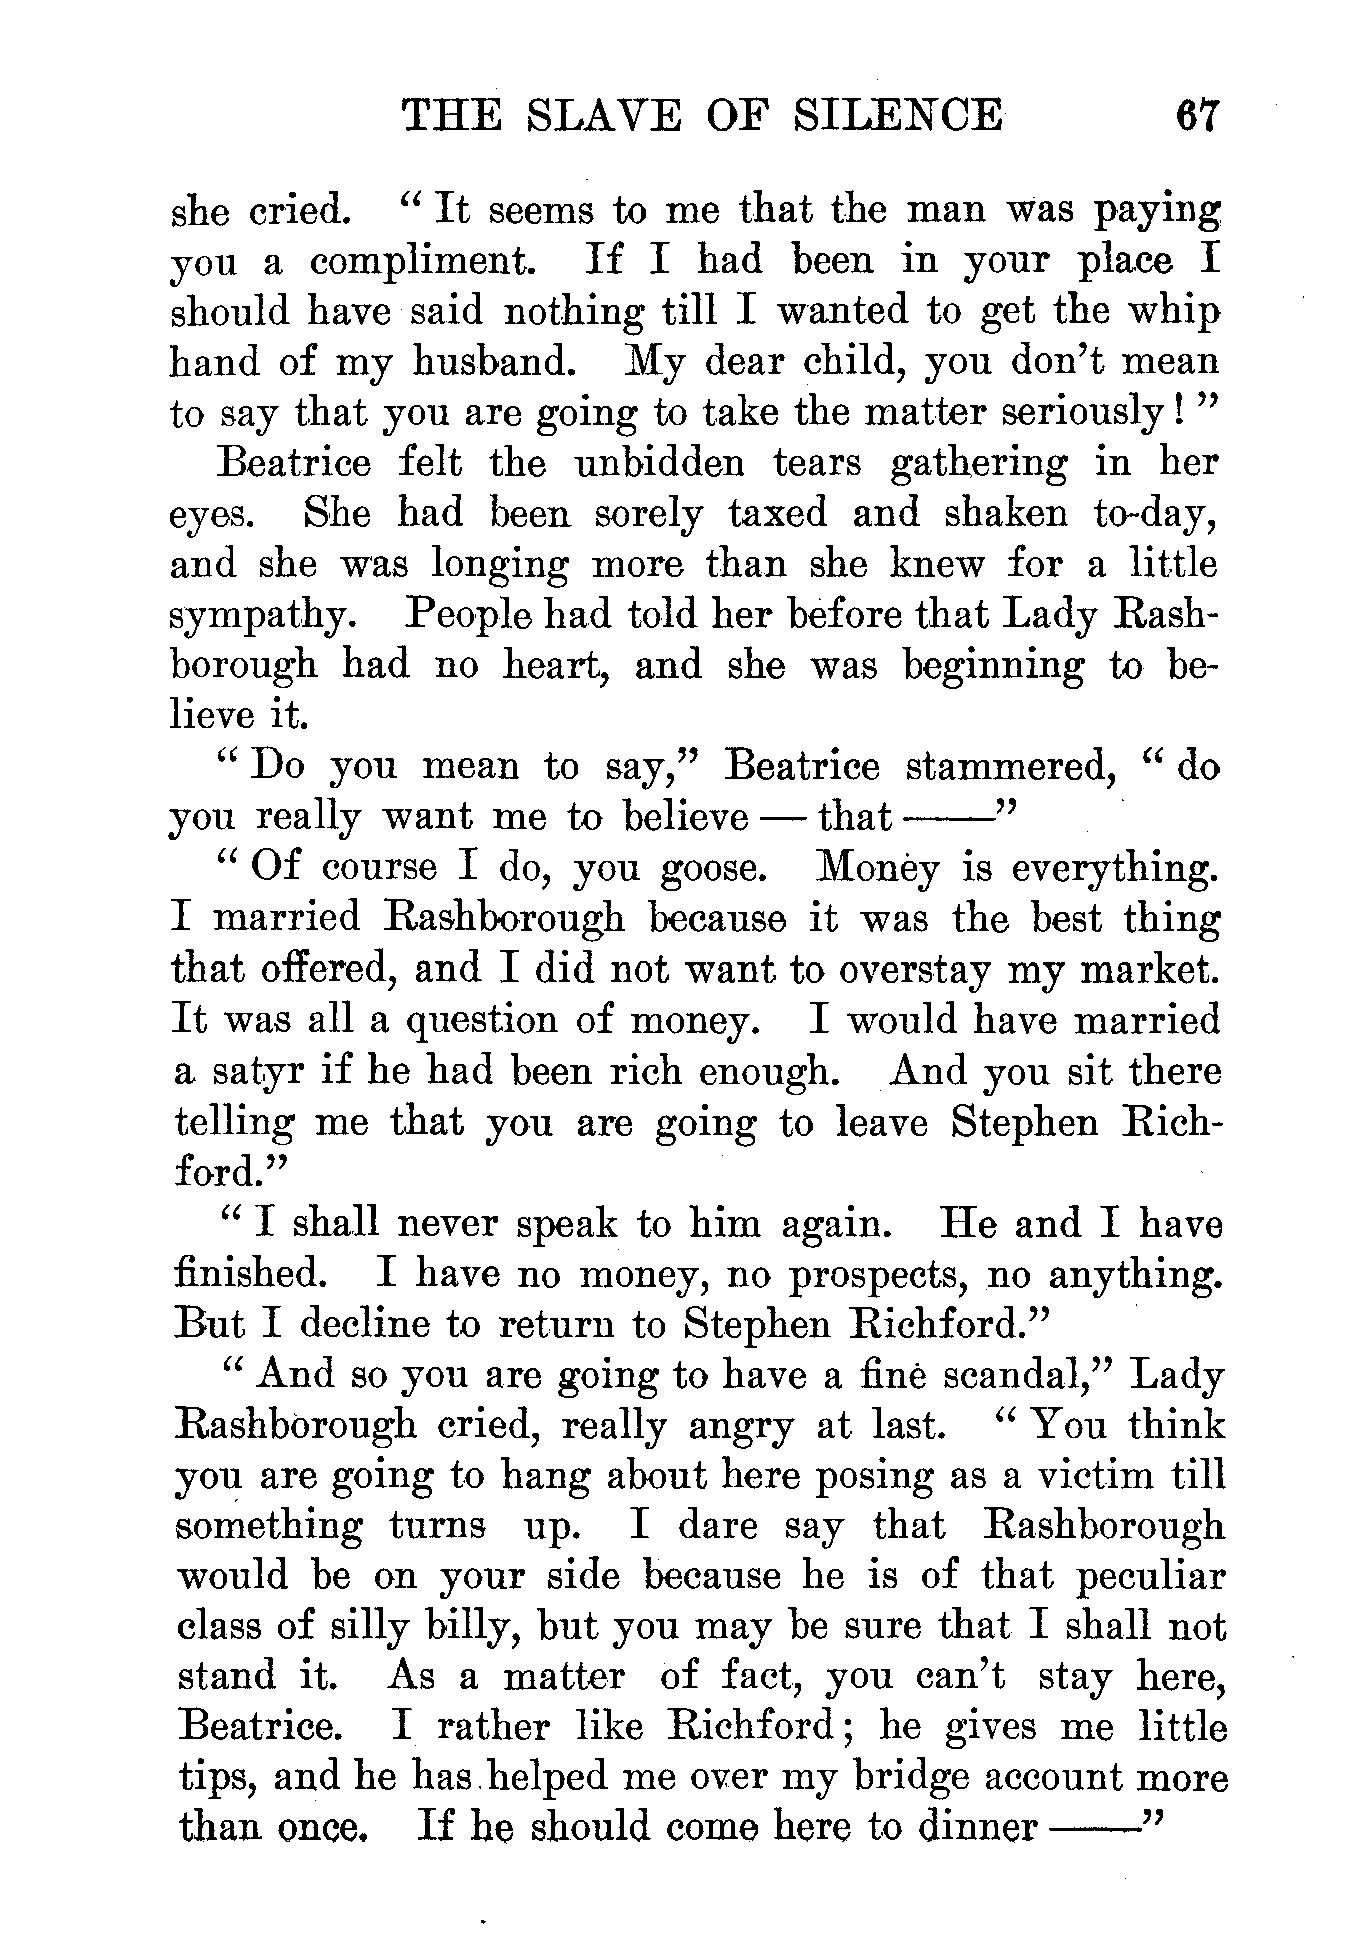 THE SLAVE OF SILENCE 67
she cried. “ It seems to me that the man was paying
you a compliment. If I had been in your place I
should have said nothing till I wanted to get the whip
hand of my husband. My dear child, you don’t mean
to say that you are going to take the matter seriously! ”
Beatrice felt the unbidden tears gathering in her
eyes. She had been sorely taxed and shaken to-day,
and she was longing more than she knew for a little
sympathy. People had told her before that Lady Rash-
borough had no heart, and she was beginning to be-
lieve it.
“ Do you mean to say,” Beatrice stammered, “ do
you really want me to believe — that ——”
“ Of course I do, you goose. Money is everything.
I married Rashborough because it was the best thing
that offered, and I did not want to overstay my market.
It was all a question of money. I would have married
a satyr if he had been rich enough. And you sit there
telling me that you are going to leave Stephen Rich-
ford.”
“ I shall never speak to him again. He and I have
finished. I have no money, no prospects, no anything.
But I decline to return to Stephen Richford.”
“ And so you are going to have a fine scandal,” Lady
Rashborough cried, really angry at last. “ You think
you are going to hang about here posing as a victim till
something turns up. I dare say that Rashborough
would be on your side because he is of that peculiar
class of silly billy, but you may be sure that I shall not
stand it. As a matter of fact, you can’t stay here,
Beatrice. I rather like Richford; he gives me little
tips, and he has helped me over my bridge account more
than once. If he should come here to dinner ——”